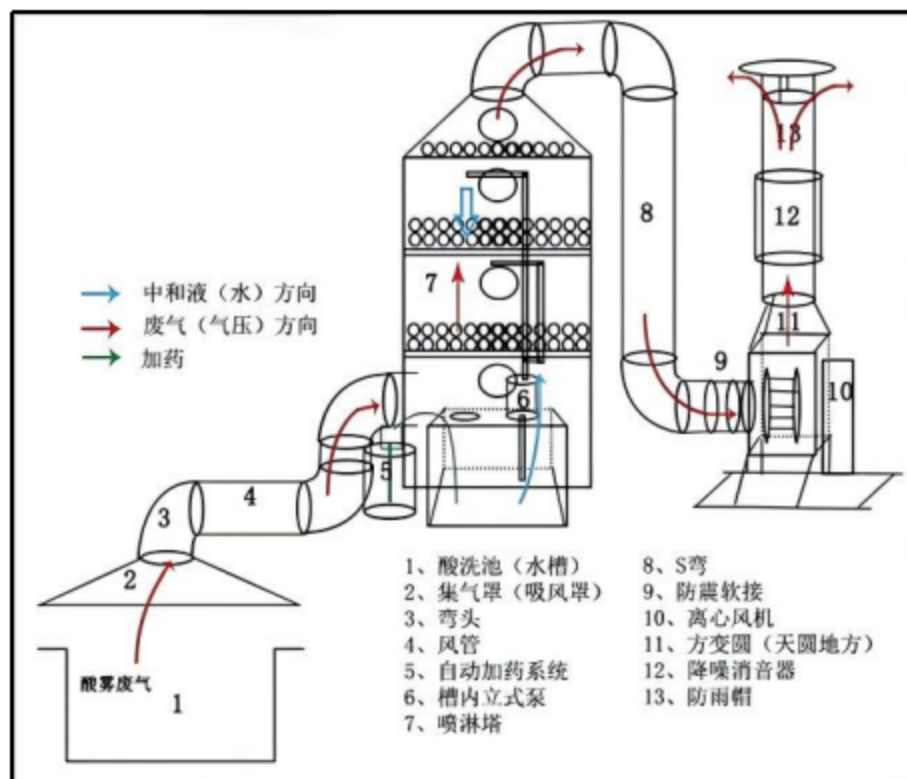 13
12
8
中和液（水）方向
7
废气（气压）方向
11
9
加药
10
6
5
4
3
2
酸雾废气
1
1、酸洗池（水槽）
2、集气罩（吸风罩）
3、弯头
4、风管
5、自动加药系统
6、槽内立式泵
7、喷淋塔
8、S弯
9、防震软接
10、离心风机
11、方变圆（天圆地方）
12、降噪消音器
13、防雨帽